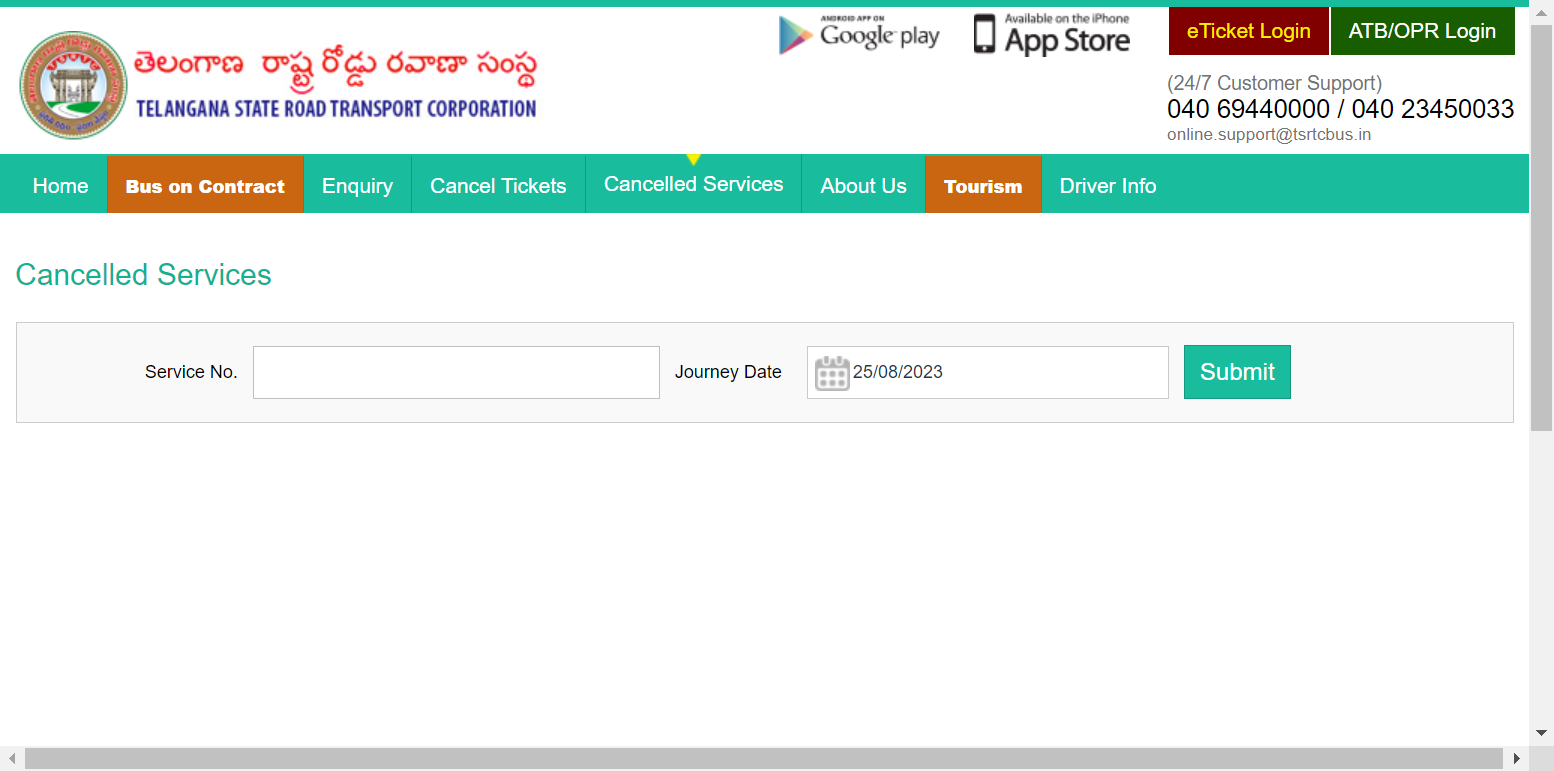 తెలంగాణ రాష్ట్ర రోడ్డు రవాణా సంస్థ
TELANGANA STATE ROAD TRANSPORT CORPORATION
ANDROID APP ON
Google play
Available on the iPhone
App Store
eTicket Login
ATB/OPR Login
(24/7 Customer Support)
040 69440000 / 040 23450033
online.support@tsrtcbus.in
Home
Bus on Contract
Enquiry
Cancel Tickets
Cancelled Services
About Us
Tourism
Driver Info
Cancelled Services
Service No.
Journey Date
25/08/2023
Submit